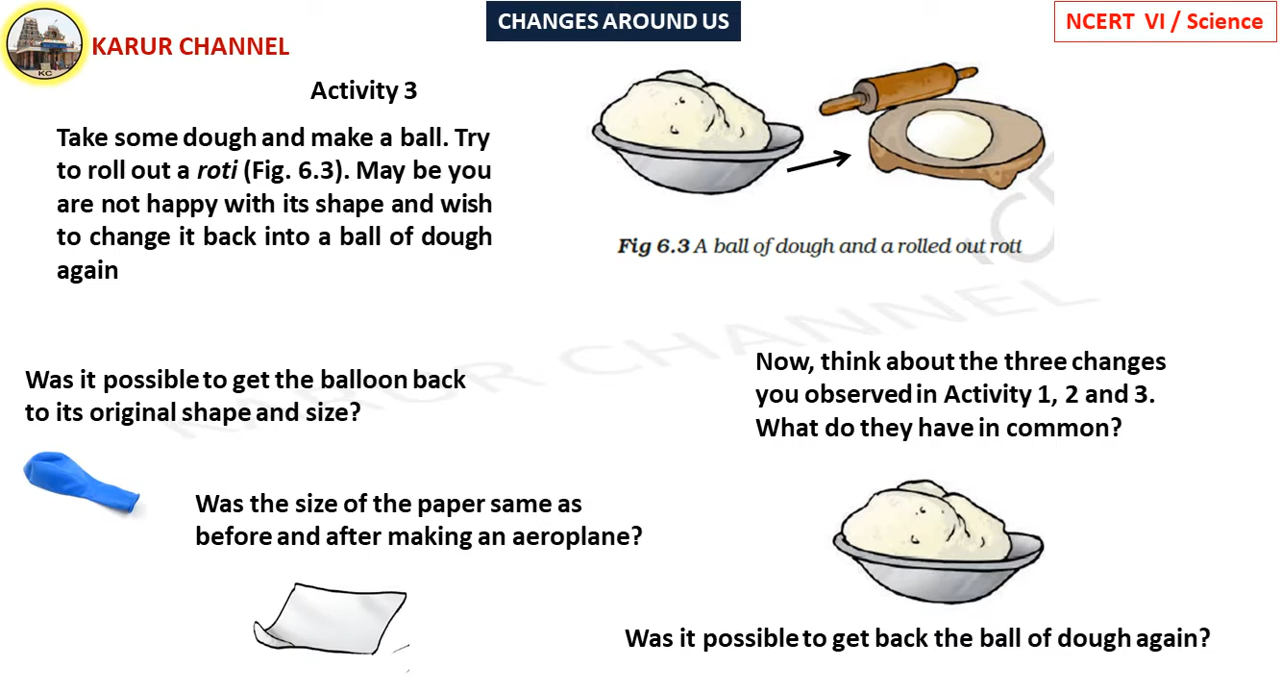 CHANGES AROUND US
NCERT VI / Science
KC
KARUR CHANNEL
Activity 3
Take some dough and make a ball. Try
to roll out a roti (Fig. 6.3). May be you
are not happy with its shape and wish
to change it back into a ball of dough
again
Fig 6.3 A ball of dough and a rolled out roti
KARUR CHANNEL
Was it possible to get the balloon back
to its original shape and size?
Now, think about the three changes
you observed in Activity 1, 2 and 3.
What do they have in common?
Was the size of the paper same as
before and after making an aeroplane?
Was it possible to get back the ball of dough again?